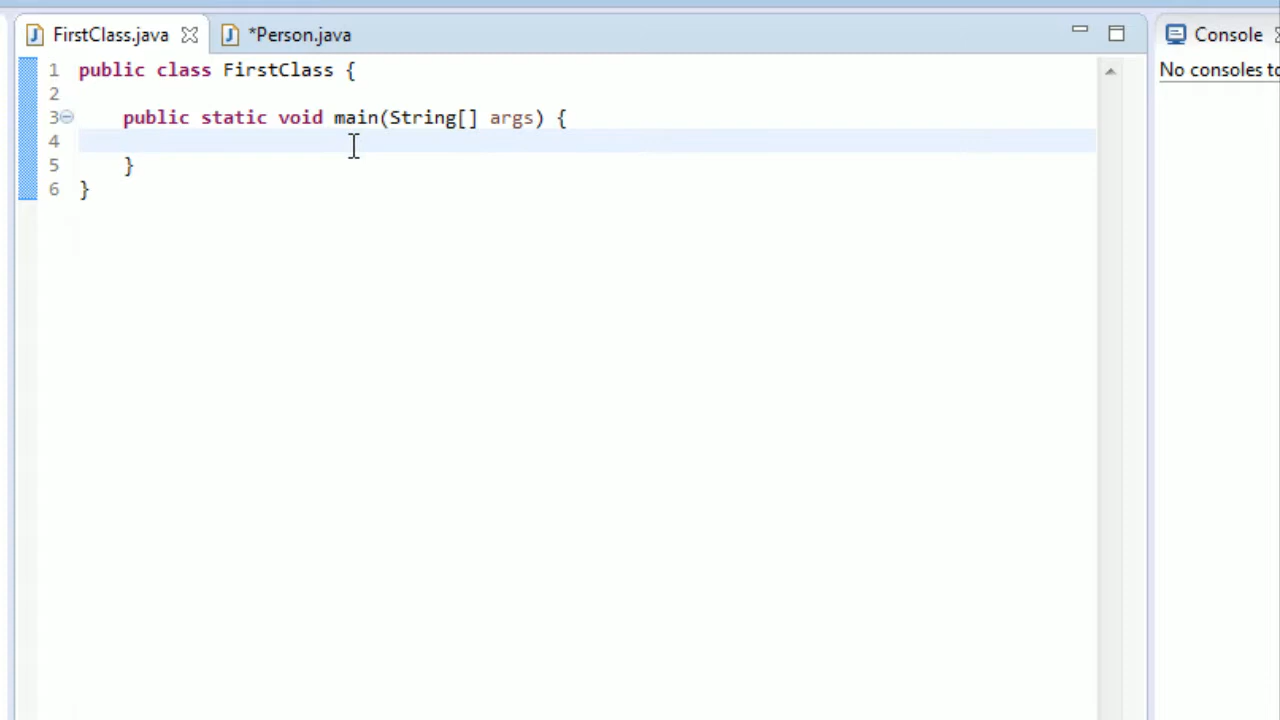 FirstClass.java *Person.java Console
No consoles to
1 public class FirstClass {
2
3 public static void main(String[] args) {
4
5 }
6 }